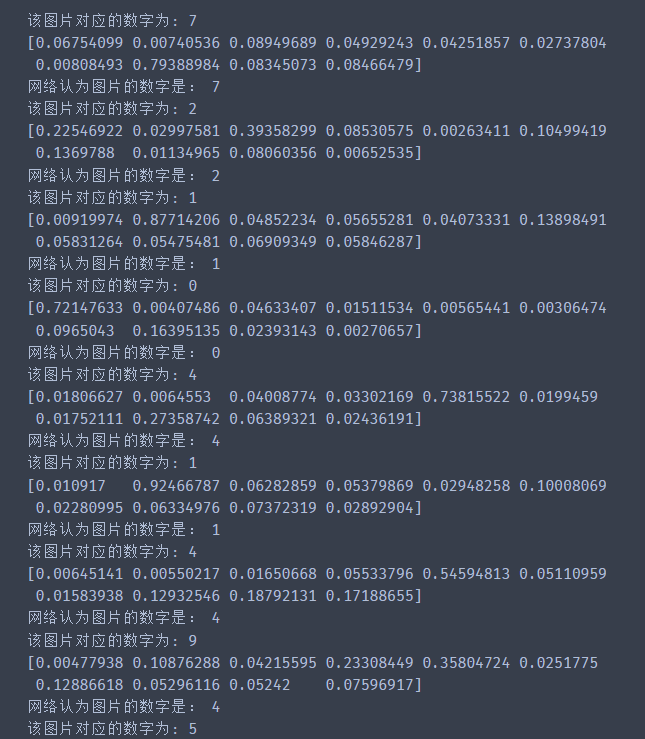 该图片对应的数字为: 7
[0.06754099 0.00740536 0.08949689 0.04929243 0.04251857 0.02737804
0.00808493 0.79388984 0.08345073 0.08466479]
网络认为图片的数字是： 7
该图片对应的数字为: 2
[0.22546922 0.02997581 0.39358299 0.08530575 0.00263411 0.10499419
0.1369788  0.01134965 0.08060356 0.00652535]
网络认为图片的数字是： 2
该图片对应的数字为: 1
[0.00919974 0.87714206 0.04852234 0.05655281 0.04073331 0.13898491
0.05831264 0.05475481 0.06909349 0.05846287]
网络认为图片的数字是： 1
该图片对应的数字为: 0
[0.72147633 0.00407486 0.04633407 0.01511534 0.00565441 0.00306474
0.0965043  0.16395135 0.02393143 0.00270657]
网络认为图片的数字是： 0
该图片对应的数字为: 4
[0.01806627 0.0064553  0.04008774 0.03302169 0.73815522 0.0199459
0.01752111 0.27358742 0.06389321 0.02436191]
网络认为图片的数字是： 4
该图片对应的数字为: 1
[0.010917   0.92466787 0.06282859 0.05379869 0.02948258 0.10008069
0.02280995 0.06334976 0.07372319 0.02892904]
网络认为图片的数字是： 1
该图片对应的数字为: 4
[0.00645141 0.00550217 0.01650668 0.05533796 0.54594813 0.05110959
0.01583938 0.12932546 0.18792131 0.17188655]
网络认为图片的数字是： 4
该图片对应的数字为: 9
[0.00477938 0.10876288 0.04215595 0.23308449 0.35804724 0.0251775
0.12886618 0.05296116 0.05242    0.07596917]
网络认为图片的数字是： 4
该图片对应的数字为: 5